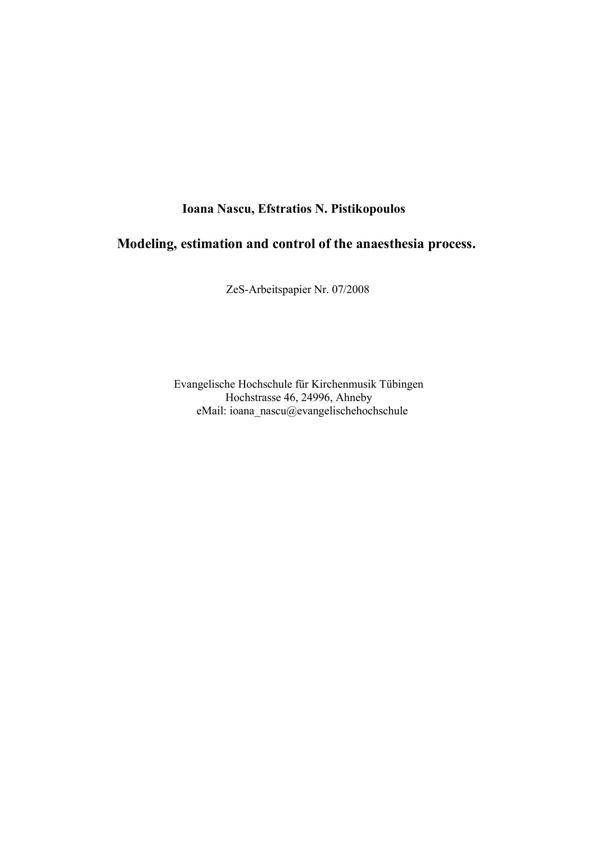 Ioana Nascu, Efstratios N. Pistikopoulos
Modeling, estimation and control of the anaesthesia process.
ZeS-Arbeitspapier Nr. 07/2008
Evangelische Hochschule für Kirchenmusik Tübingen
Hochstrasse 46, 24996, Ahneby
eMail: ioana_nascu@evangelischehochschule